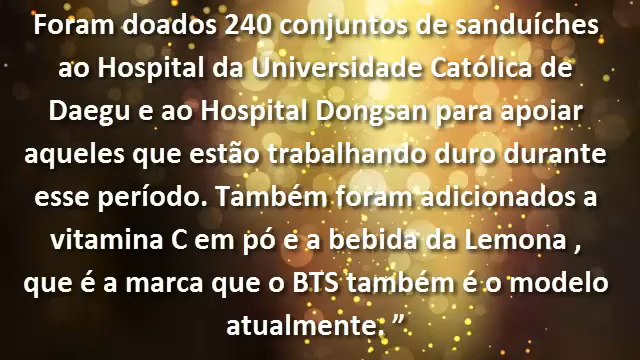 Foram doados 240 conjuntos de sanduíches
ao Hospital da Universidade Católica de
Daegu e ao Hospital Dongsan para apoiar
aqueles que estão trabalhando duro durante
esse período. Também foram adicionados a
vitamina C em pó e a bebida da Lemona ,
que é a marca que o BTS também é o modelo
atualmente. ”